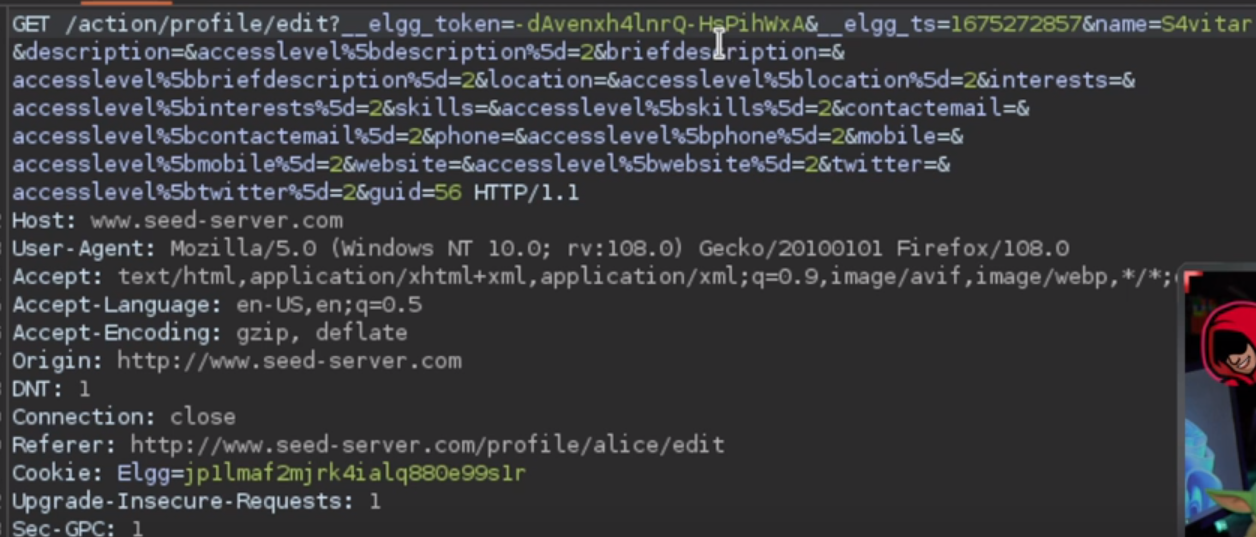 GET /action/profile/edit?__elgg_token=-dAvenxh4lnrQ-HsPihWxA&__elgg_ts=1675272857&name=S4vitar
&description=&accesslevel%5bdescription%5d=2&briefdescription=&
accesslevel%5bbriefdescription%5d=2&location=&accesslevel%5blocation%5d=2&interests=&
accesslevel%5binterests%5d=2&skills=&accesslevel%5bskills%5d=2&contactemail=&
accesslevel%5bcontactemail%5d=2&phone=&accesslevel%5bphone%5d=2&mobile=&
accesslevel%5bmobile%5d=2&website=&accesslevel%5bwebsite%5d=2&twitter=&
accesslevel%5btwitter%5d=2&guid=56 HTTP/1.1
Host: www.seed-server.com
User-Agent: Mozilla/5.0 (Windows NT 10.0; rv:108.0) Gecko/20100101 Firefox/108.0
Accept: text/html,application/xhtml+xml,application/xml;q=0.9,image/avif,image/webp,*/*;
Accept-Language: en-US,en;q=0.5
Accept-Encoding: gzip, deflate
Origin: http://www.seed-server.com
DNT: 1
Connection: close
Referer: http://www.seed-server.com/profile/alice/edit
Cookie: Elgg=jp1lmaf2mjrk4ialq880e99s1r
Upgrade-Insecure-Requests: 1
Sec-GPC: 1